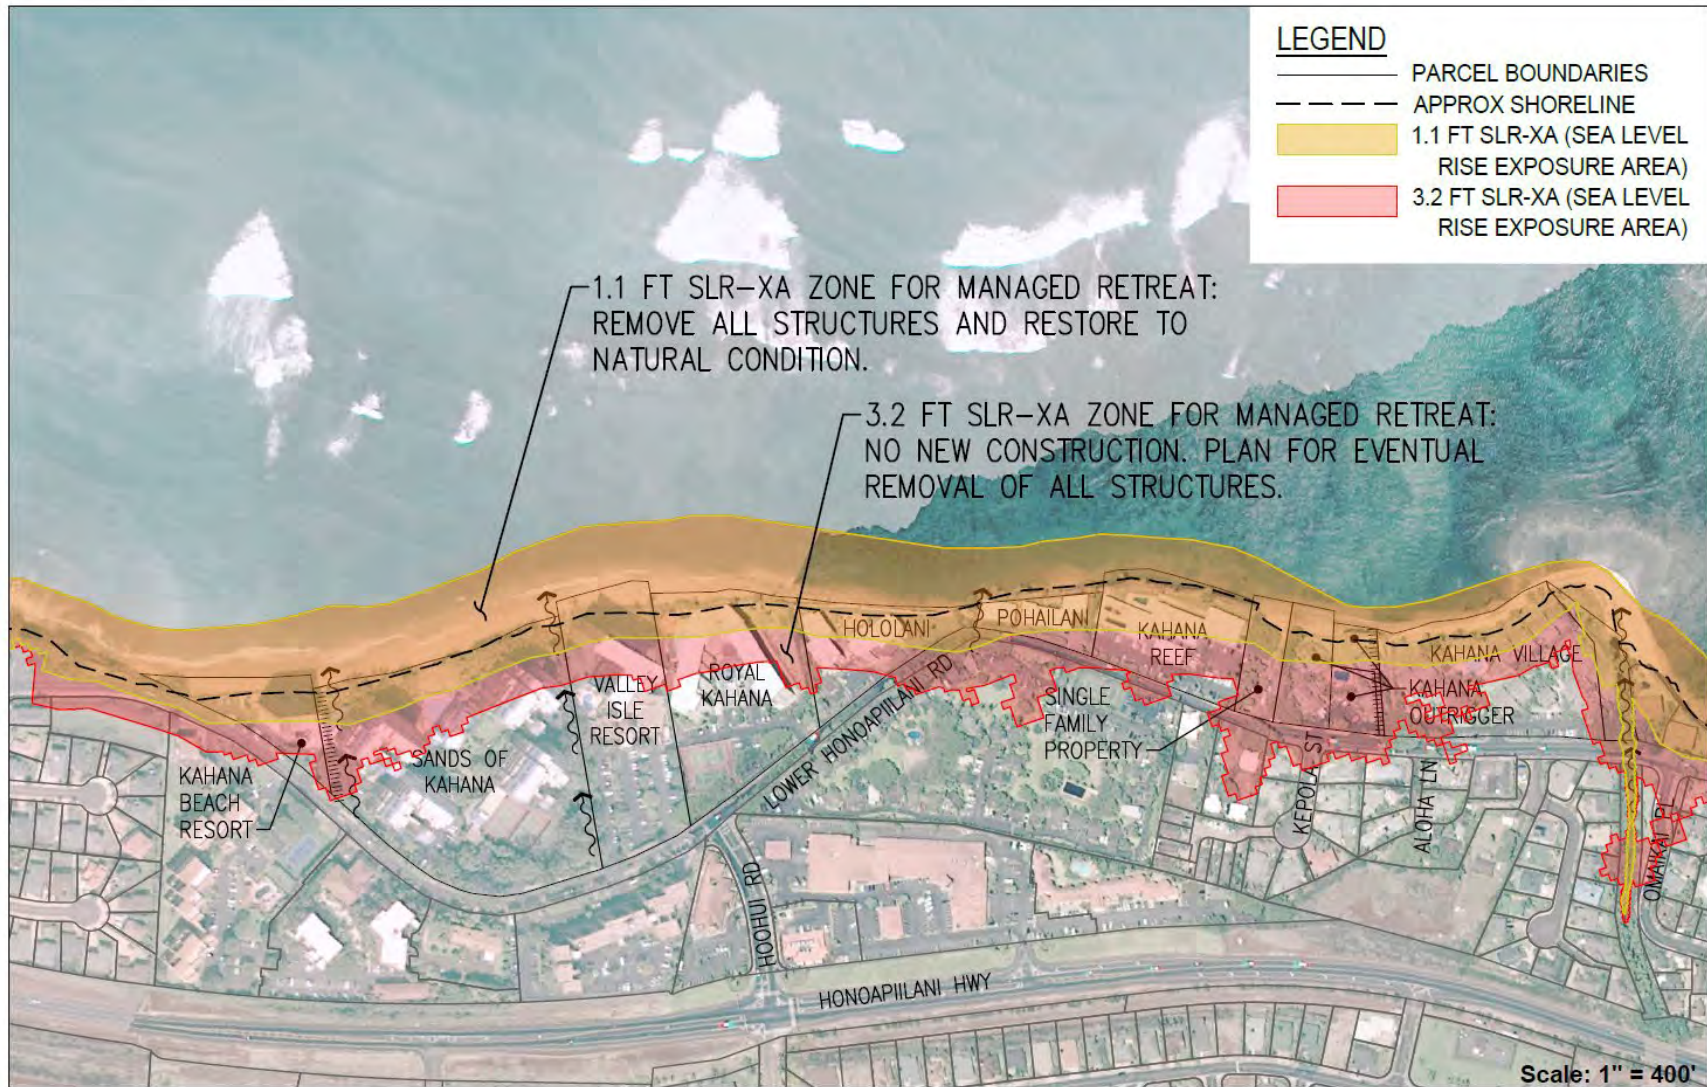 LEGEND
PARCEL BOUNDARIES
APPROX SHORELINE
1.1 FT SLR-XA (SEA LEVEL
RISE EXPOSURE AREA)
3.2 FT SLR-XA (SEA LEVEL
RISE EXPOSURE AREA)
1.1 FT SLR-XA ZONE FOR MANAGED RETREAT:
REMOVE ALL STRUCTURES AND RESTORE TO
NATURAL CONDITION.
3.2 FT SLR-XA ZONE FOR MANAGED RETREAT:
NO NEW CONSTRUCTION. PLAN FOR EVENTUAL
REMOVAL OF ALL STRUCTURES.
KAHANA
BEACH
RESORT
SANDS OF
KAHANA
VALLEY
ISLE
RESORT
ROYAL
KAHANA
HOLOLANI
POHAILANI
KAHANA
REEF
SINGLE
FAMILY
PROPERTY
KAHANA VILLAGE
KAHANA
OUTRIGGER
LOWER HONOAPIILANI RD
HOOHUI RD
KEPOLA ST
ALOHA LN
OMAIKAI PL
HONOAPIILANI HWY
Scale: 1" = 400'